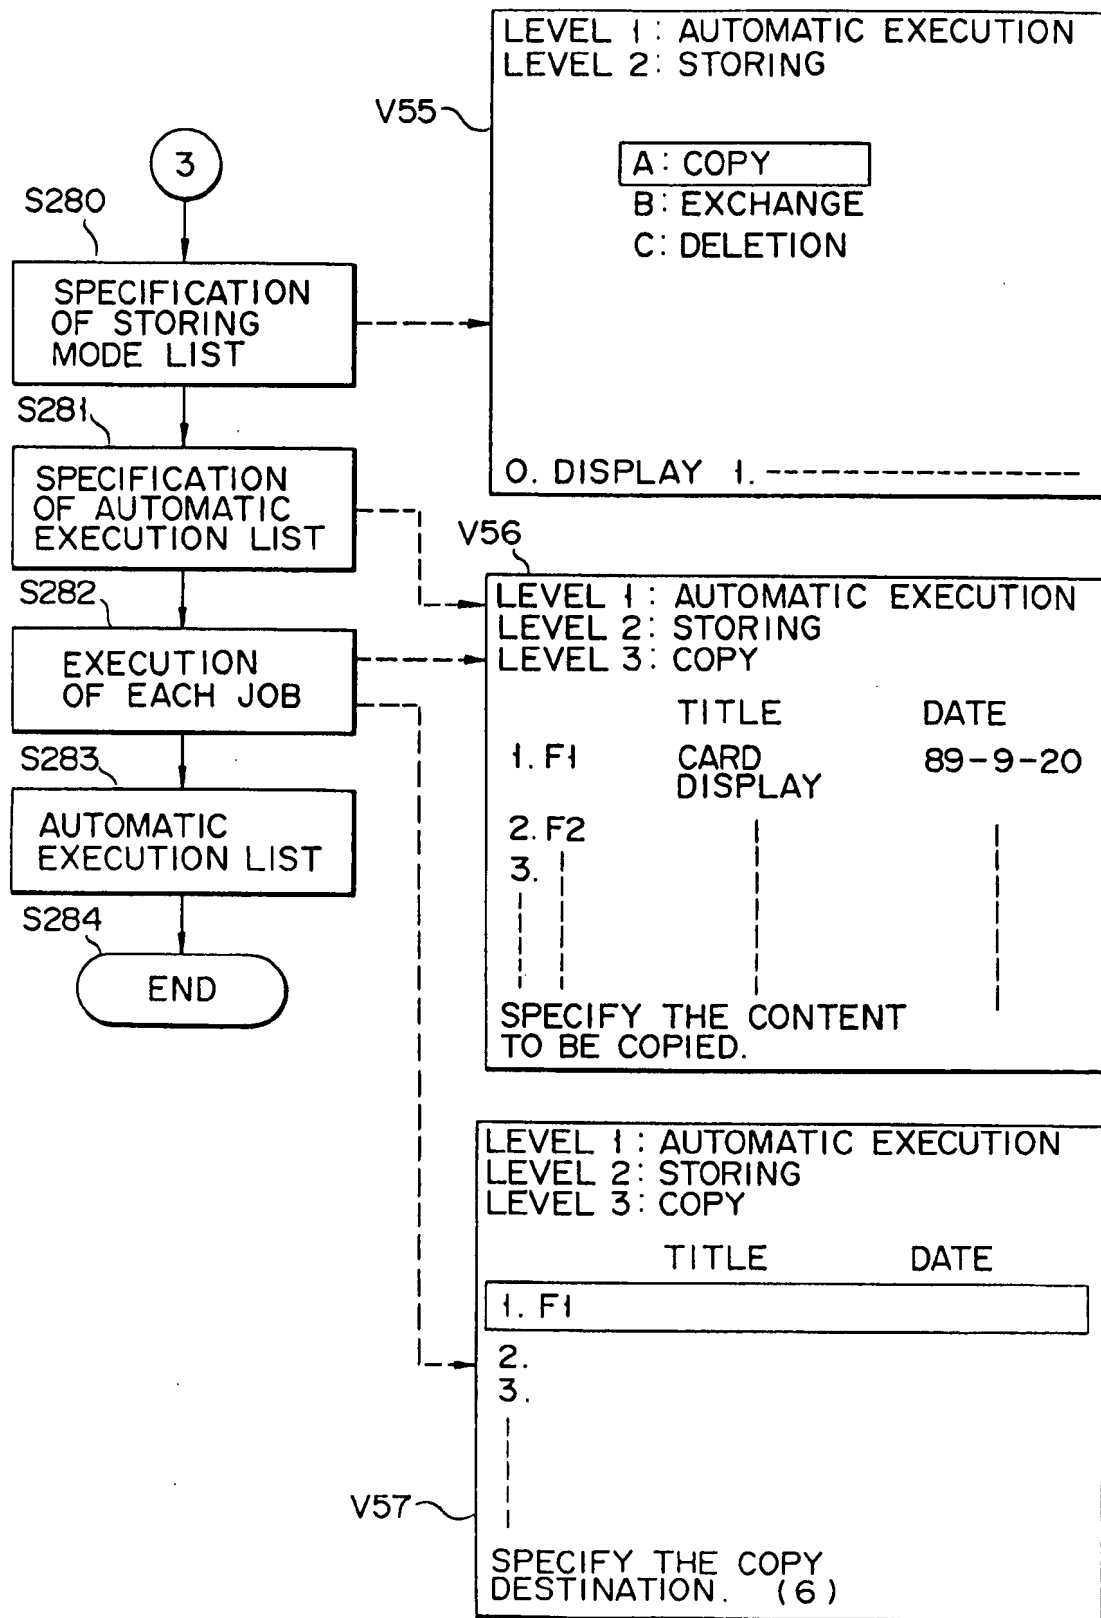 3
S280
SPECIFICATION
OF STORING
MODE LIST
S281
SPECIFICATION
OF AUTOMATIC
EXECUTION LIST
S282
EXECUTION
OF EACH JOB
S283
AUTOMATIC
EXECUTION LIST
S284
END
V55
LEVEL 1: AUTOMATIC EXECUTION
LEVEL 2: STORING
A: COPY
B: EXCHANGE
C: DELETION
0. DISPLAY 1.
V56
LEVEL 1: AUTOMATIC EXECUTION
LEVEL 2: STORING
LEVEL 3: COPY
TITLE DATE
1. F1 CARD DISPLAY 89-9-20
2. F2
3.
SPECIFY THE CONTENT
TO BE COPIED.
V57
LEVEL 1: AUTOMATIC EXECUTION
LEVEL 2: STORING
LEVEL 3: COPY
TITLE DATE
1. F1
2.
3.
SPECIFY THE COPY
DESTINATION. (6)